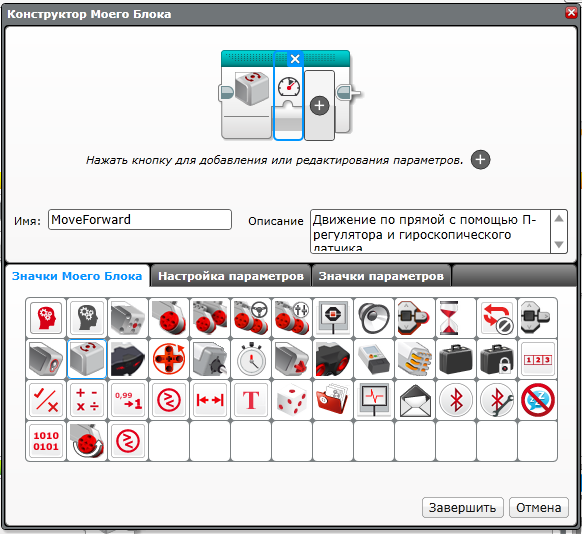 Конструктор Моего Блока
Нажать кнопку для добавления или редактирования параметров.
Имя: MoveForward
Описание Движение по прямой с помощью П-
регулятора и гироскопического
датчика
Значки Моего Блока Настройка параметров Значки параметров
1 2 3
0,99
→1
T
1010
0101
Завершить Отмена